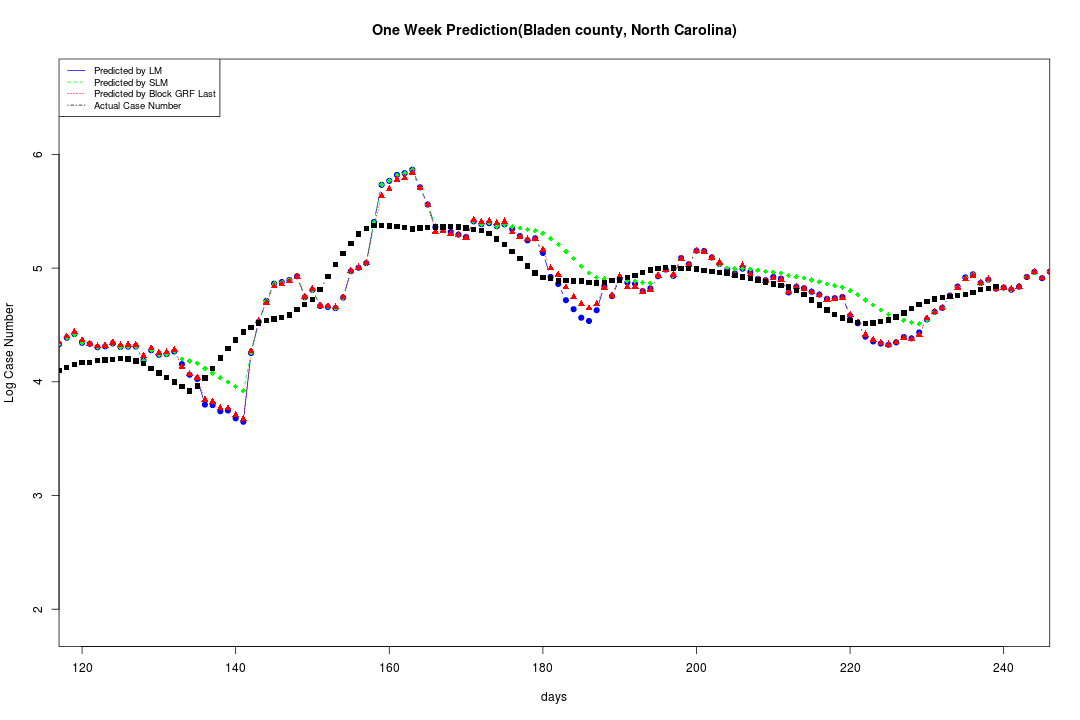 One Week Prediction(Bladen county, North Carolina)
Predicted by LM
Predicted by SLM
Predicted by Block GRF Last
Actual Case Number
6
5
4
3
2
Log Case Number
120 140 160 180 200 220 240
days